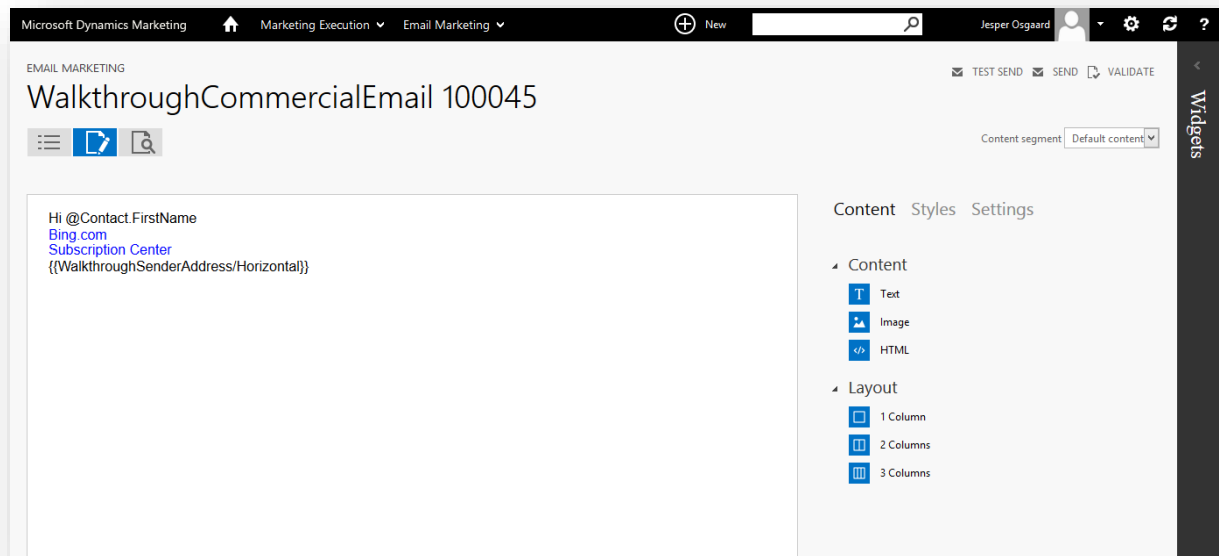 Microsoft Dynamics Marketing Marketing Execution Email Marketing New Jesper Osgaard ?
EMAIL MARKETING
TEST SEND SEND VALIDATE
WalkthroughCommercialEmail 100045
Widgets
Content segment Default content
Hi @Contact.FirstName
Bing.com
Subscription Center
{{WalkthroughSenderAddress/Horizontal}}
Content Styles Settings
Content
T Text
Image
</> HTML
Layout
1 Column
2 Columns
3 Columns